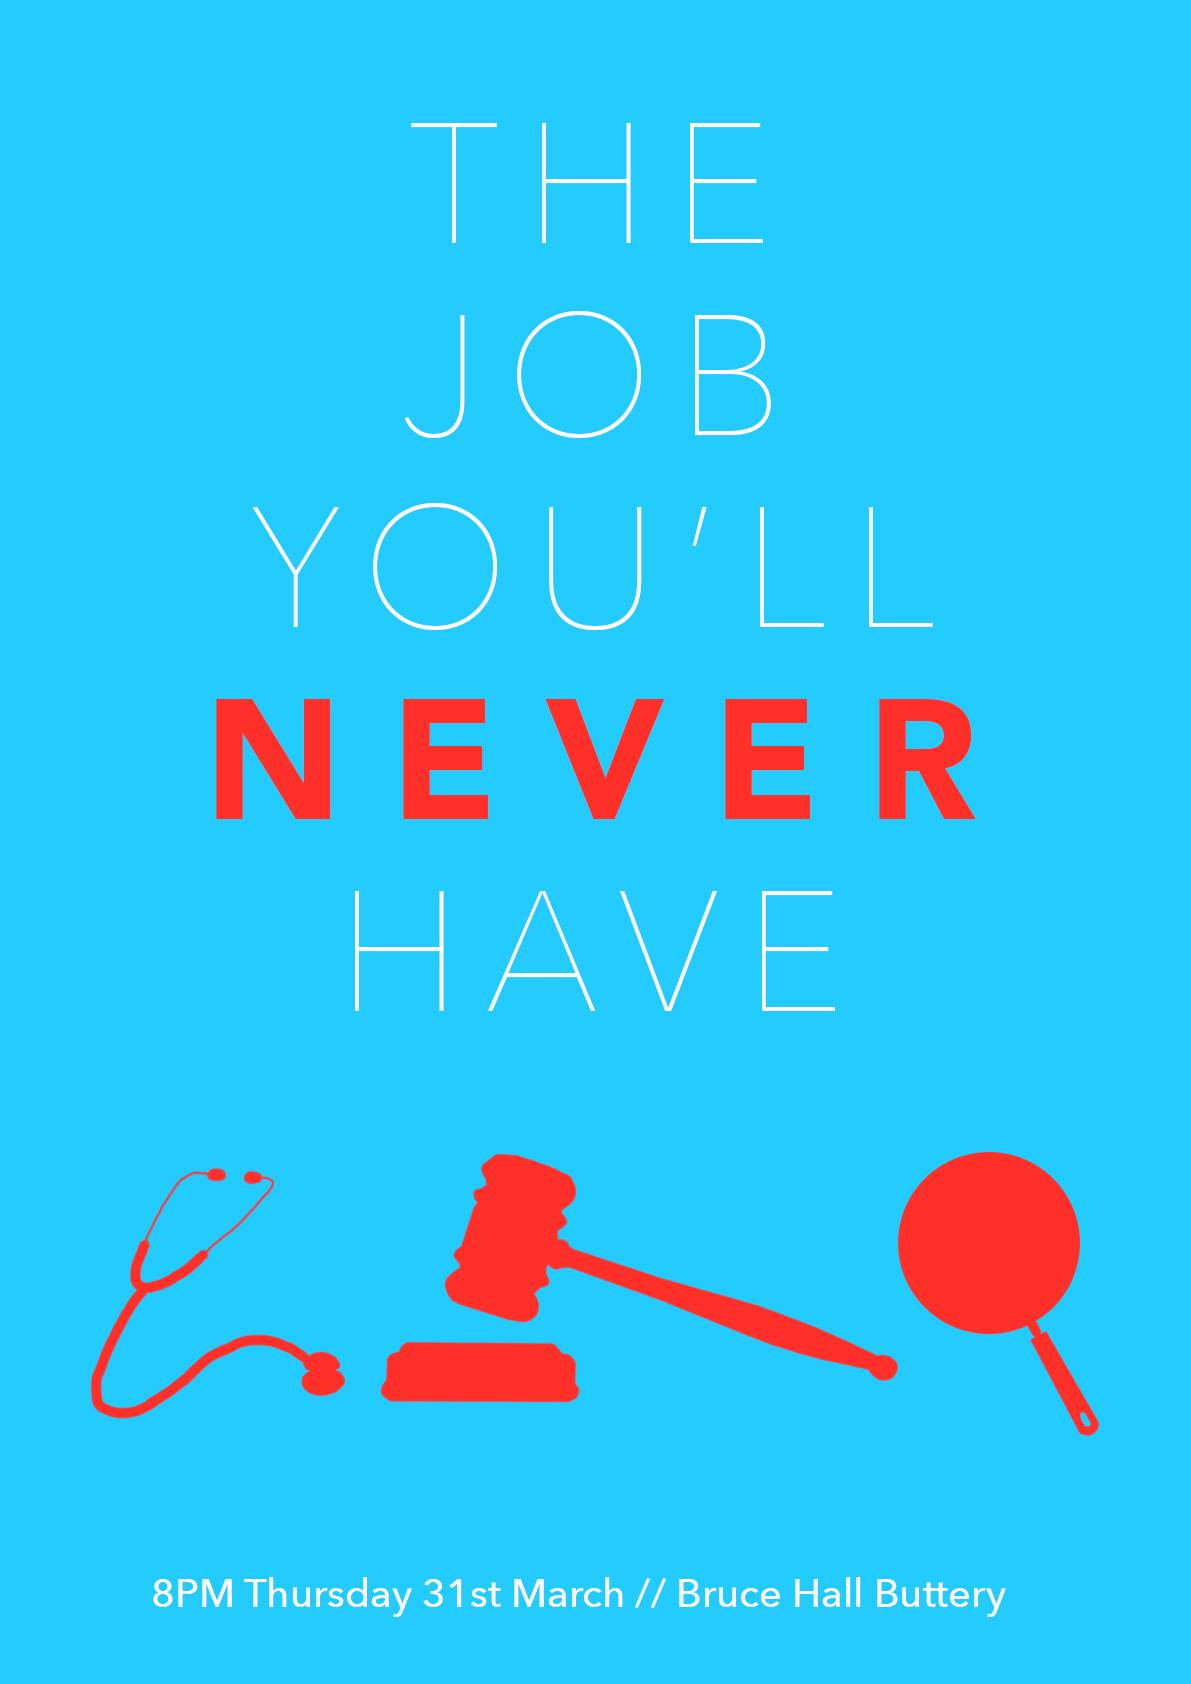 THE
JOB
YOU'LL
NEVER
HAVE
8PM Thursday 31st March // Bruce Hall Buttery